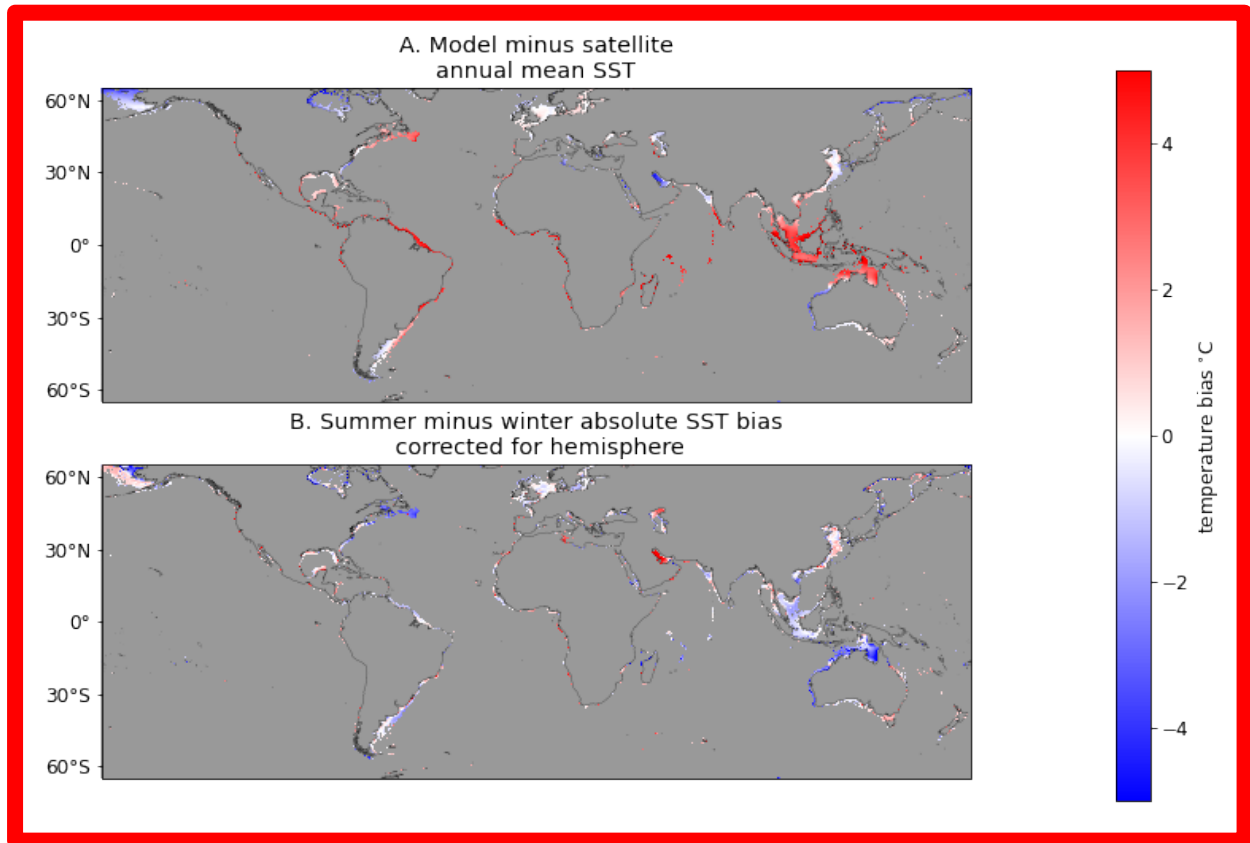 A. Model minus satellite
annual mean SST
60°N
30°N
0°
30°S
60°S
B. Summer minus winter absolute SST bias
corrected for hemisphere
60°N
30°N
0°
30°S
60°S
4
2
0
−2
−4
temperature bias °C